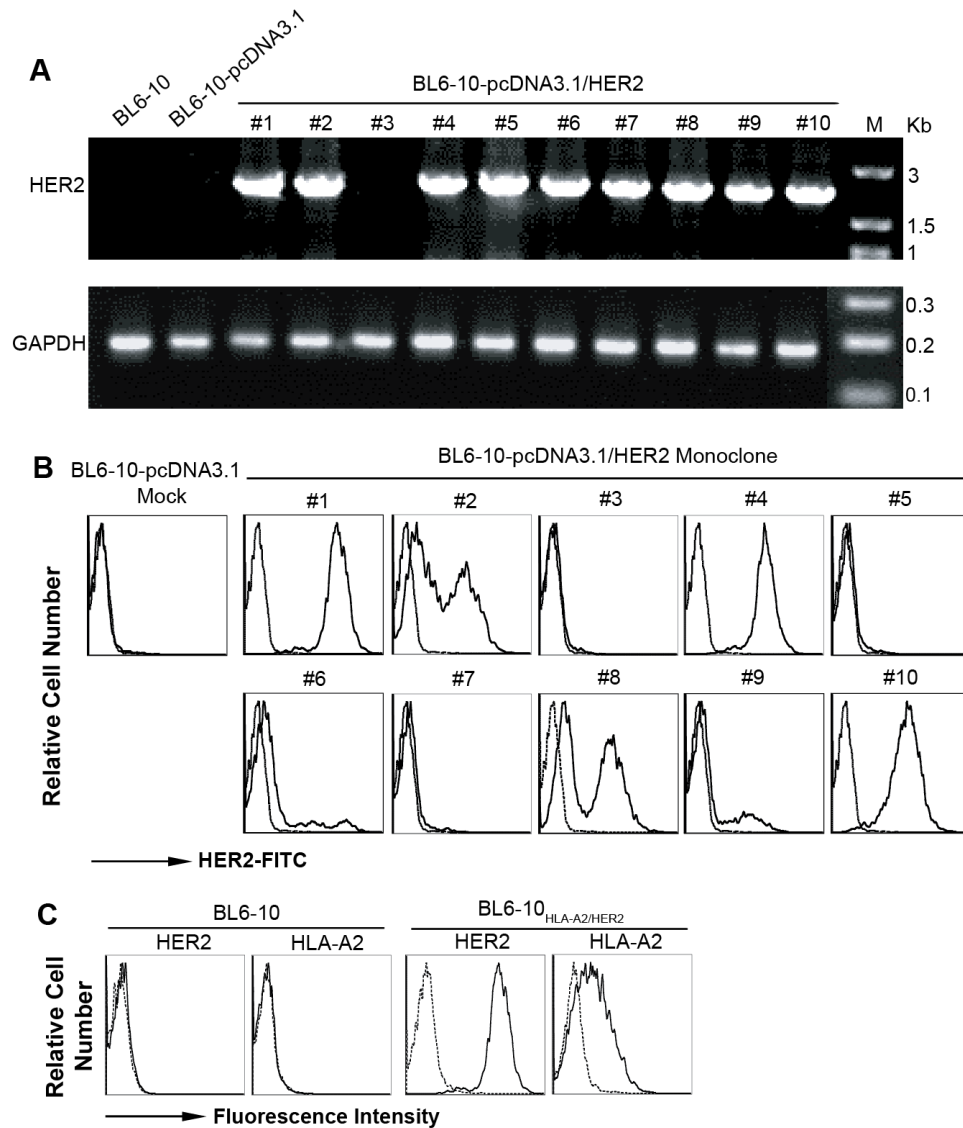 A
BL6-10
BL6-10-pcDNA3.1
BL6-10-pcDNA3.1/HER2
#1 #2 #3 #4 #5 #6 #7 #8 #9 #10 M Kb
HER2
3
1.5
1
GAPDH
0.3
0.2
0.1
B
BL6-10-pcDNA3.1
Mock
BL6-10-pcDNA3.1/HER2 Monoclone
#1 #2 #3 #4 #5
#6 #7 #8 #9 #10
Relative Cell Number
HER2-FITC
C
BL6-10
BL6-10HLA-A2/HER2
HER2 HLA-A2 HER2 HLA-A2
Relative Cell
Number
Fluorescence Intensity